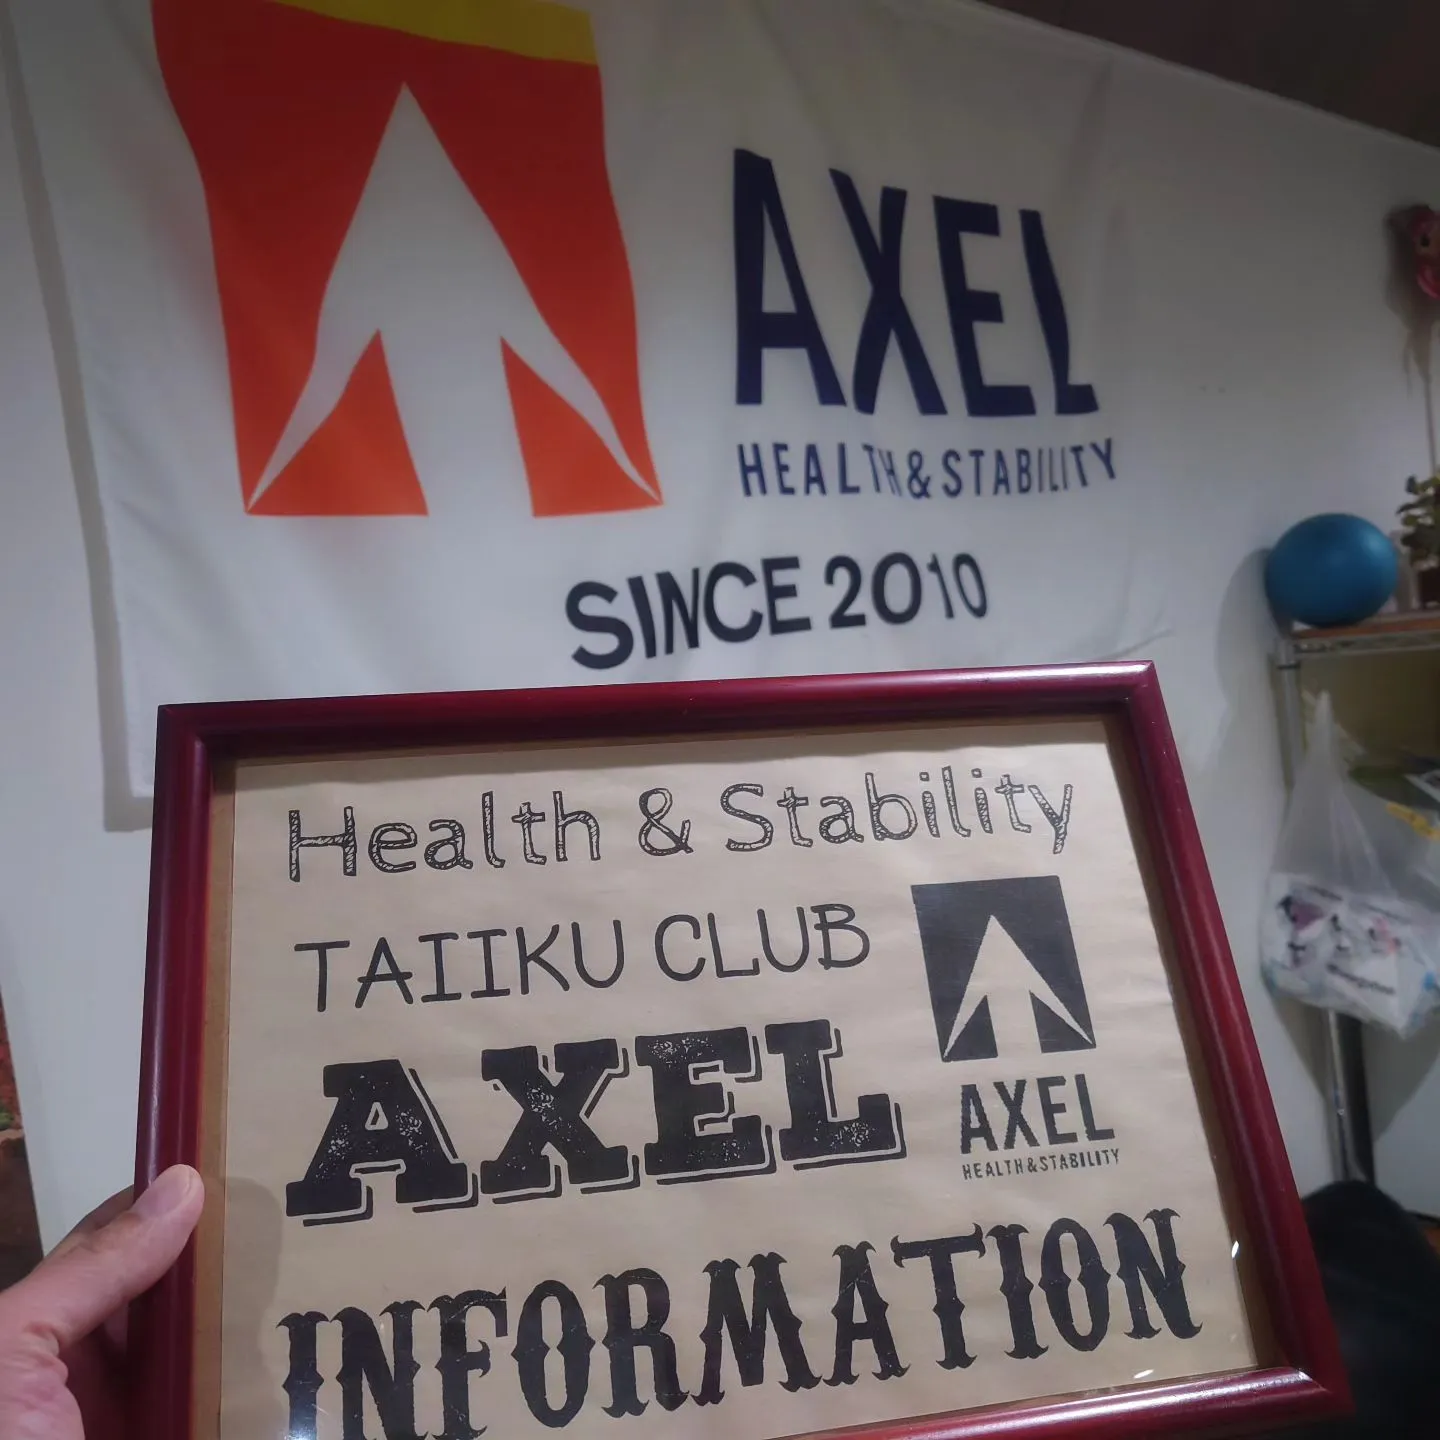 AXEL
HEALTH&STABILITY
SINCE 2010
Health & Stability
TAIIKU CLUB
AXEL
AXEL
HEALTH&STABILITY
INFORMATION